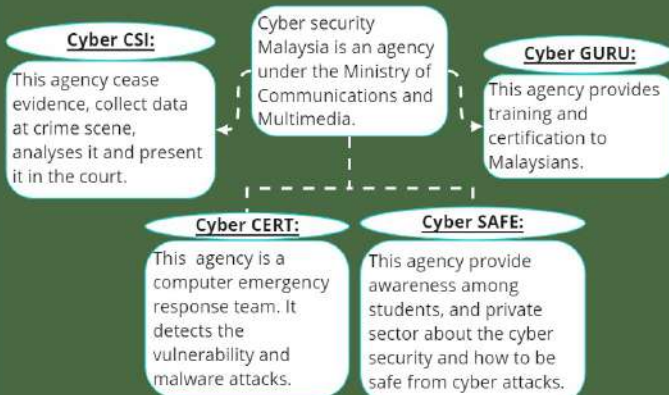 Cyber security
Malaysia is an agency
under the Ministry of
Communications and
Multimedia.
Cyber CSI:
This agency cease
evidence, collect data
at crime scene,
analyses it and present
it in the court.
Cyber GURU:
This agency provides
training and
certification to
Malaysians.
Cyber CERT:
This  agency is a
computer emergency
response team. It
detects the
vulnerability and
malware attacks.
Cyber SAFE:
This agency provide
awareness among
students, and private
sector about the cyber
security and how to be
safe from cyber attacks.